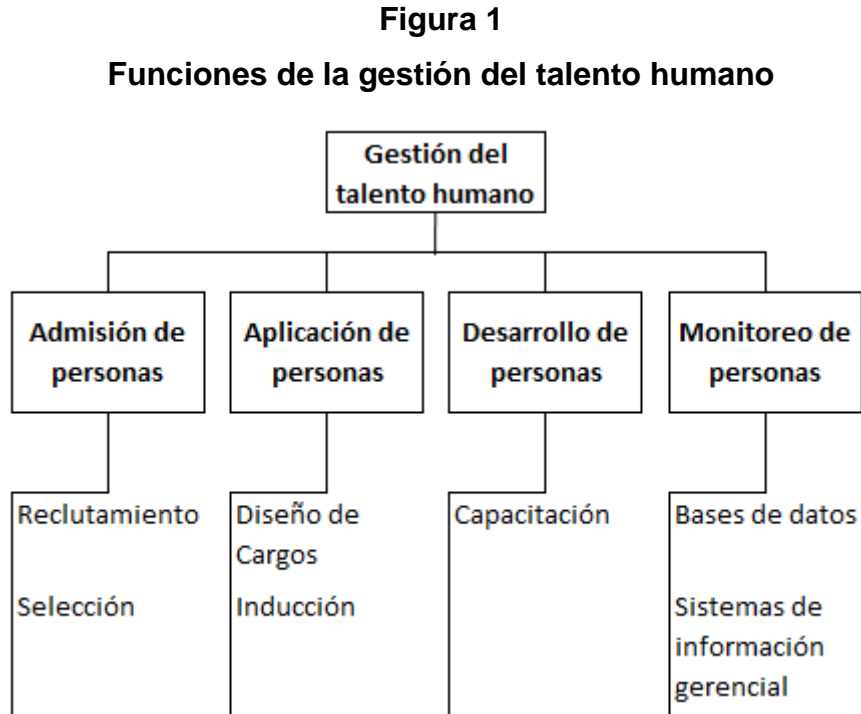 Figura 1
Funciones de la gestión del talento humano
Gestión del
talento humano
Admisión de
personas
Aplicación de
personas
Desarrollo de
personas
Monitoreo de
personas
Reclutamiento
Selección
Diseño de
Cargos
Inducción
Capacitación
Bases de datos
Sistemas de
información
gerencial